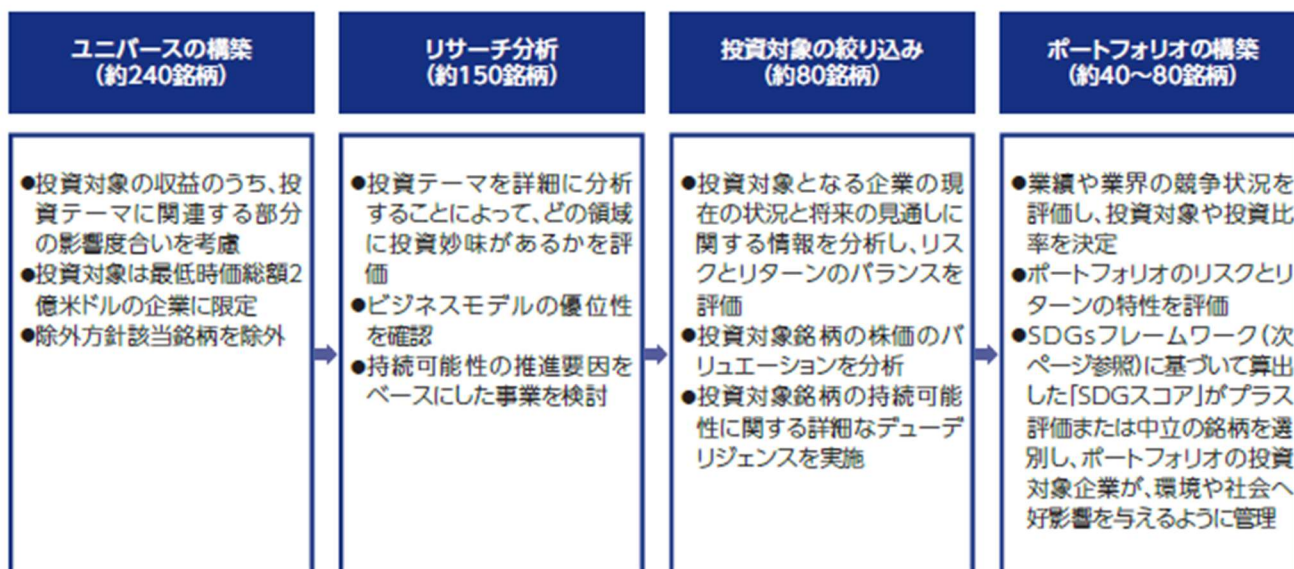 ユニバースの構築
(約240銘柄)
●投資対象の収益のうち、投
資テーマに関連する部分
の影響度合いを考慮
●投資対象は最低時価総額2
億米ドルの企業に限定
●除外方針該当銘柄を除外
リサーチ分析
(約150銘柄)
●投資テーマを詳細に分析
することによって、どの領域
に投資妙味があるかを評
価
●ビジネスモデルの優位性
を確認
●持続可能性の推進要因を
ベースにした事業を検討
投資対象の絞り込み
(約80銘柄)
●投資対象となる企業の現
在の状況と将来の見通しに
関する情報を分析し、リス
クとリターンのバランスを
評価
●投資対象銘柄の株価のバ
リュエーションを分析
●投資対象銘柄の持続可能
性に関する詳細なデューデ
リジェンスを実施
ポートフォリオの構築
(約40～80銘柄)
●業績や業界の競争状況を
評価し、投資対象や投資比
率を決定
●ポートフォリオのリスクとリ
ターンの特性を評価
●SDGsフレームワーク(次
ページ参照)に基づいて算出
した「SDGスコア」がプラス
評価または中立の銘柄を選
別し、ポートフォリオの投資
対象企業が、環境や社会へ
好影響を与えるように管理